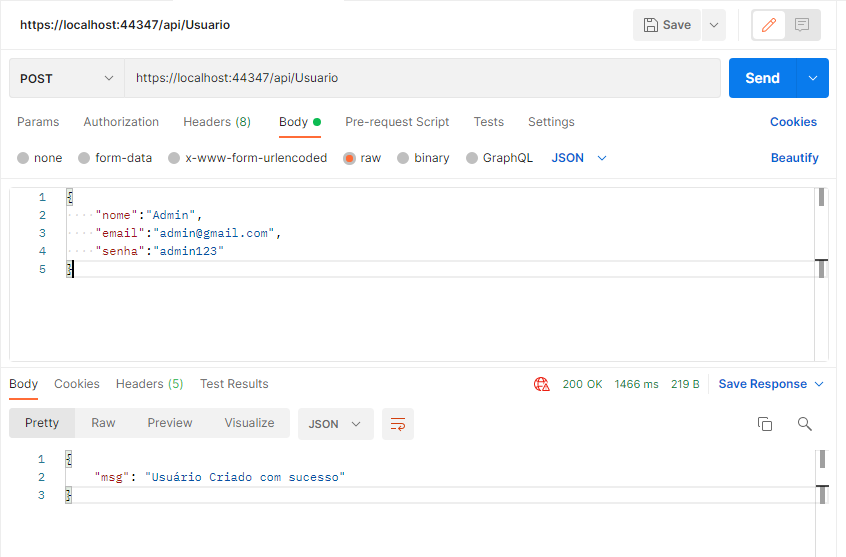 https://localhost:44347/api/Usuario Save
POST https://localhost:44347/api/Usuario Send
Params Authorization Headers (8) Body Pre-request Script Tests Settings Cookies
none form-data x-www-form-urlencoded raw binary GraphQL JSON Beautify
1 {
2 "nome":"Admin",
3 "email":"admin@gmail.com",
4 "senha":"admin123"
5 }
Body Cookies Headers (5) Test Results 200 OK 1466 ms 219 B Save Response
Pretty Raw Preview Visualize JSON
1 {
2 "msg": "Usuário Criado com sucesso"
3 }